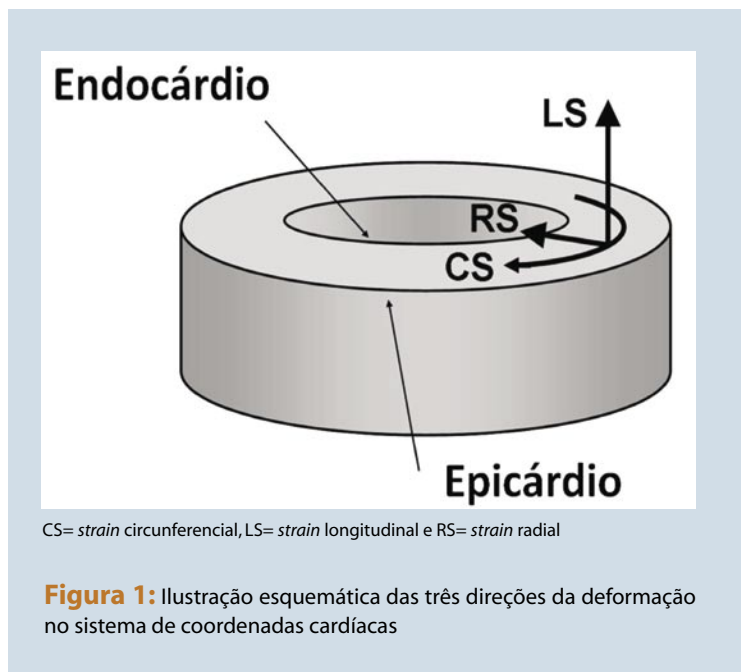 Endocárdio
LS
RS
CS
Epicárdio
CS= strain circunferencial, LS= strain longitudinal e RS= strain radial
Figura 1: Ilustração esquemática das três direções da deformação
no sistema de coordenadas cardíacas